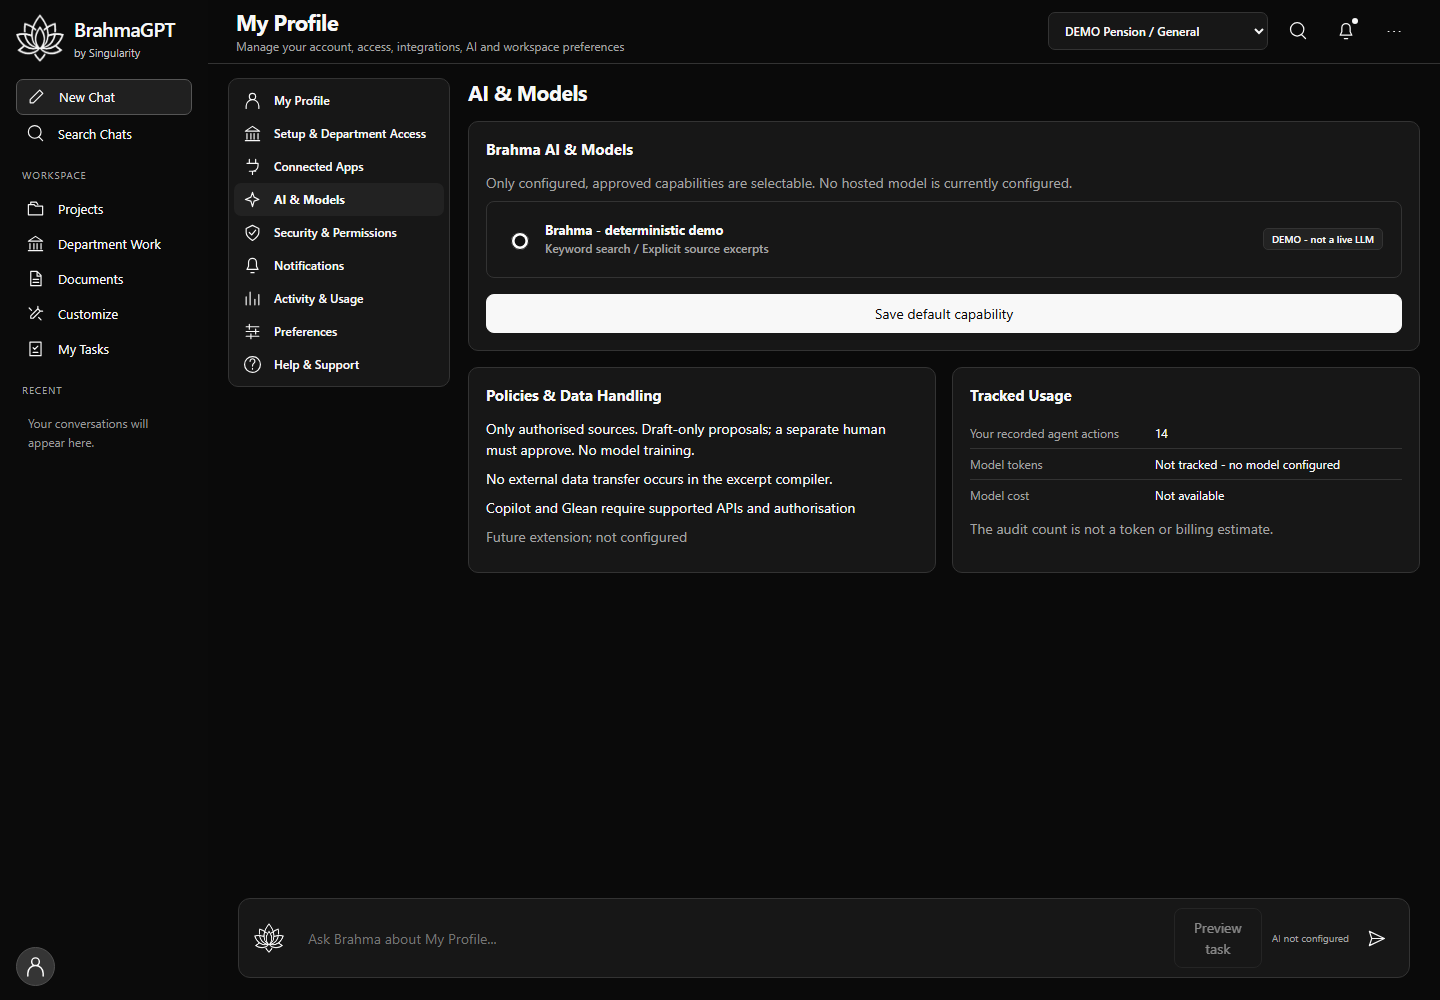 BrahmaGPT
by Singularity
New Chat
Search Chats
WORKSPACE
Projects
Department Work
Documents
Customize
My Tasks
RECENT
Your conversations will
appear here.
My Profile
Manage your account, access, integrations, AI and workspace preferences
DEMO Pension / General
...
My Profile
Setup & Department Access
Connected Apps
AI & Models
Security & Permissions
Notifications
Activity & Usage
Preferences
Help & Support
AI & Models
Brahma AI & Models
Only configured, approved capabilities are selectable. No hosted model is currently configured.
Brahma - deterministic demo
Keyword search / Explicit source excerpts
DEMO - not a live LLM
Save default capability
Policies & Data Handling
Only authorised sources. Draft-only proposals; a separate human
must approve. No model training.
No external data transfer occurs in the excerpt compiler.
Copilot and Glean require supported APIs and authorisation
Future extension; not configured
Tracked Usage
Your recorded agent actions 14
Model tokens Not tracked - no model configured
Model cost Not available
The audit count is not a token or billing estimate.
Ask Brahma about My Profile...
Preview
task
AI not configured